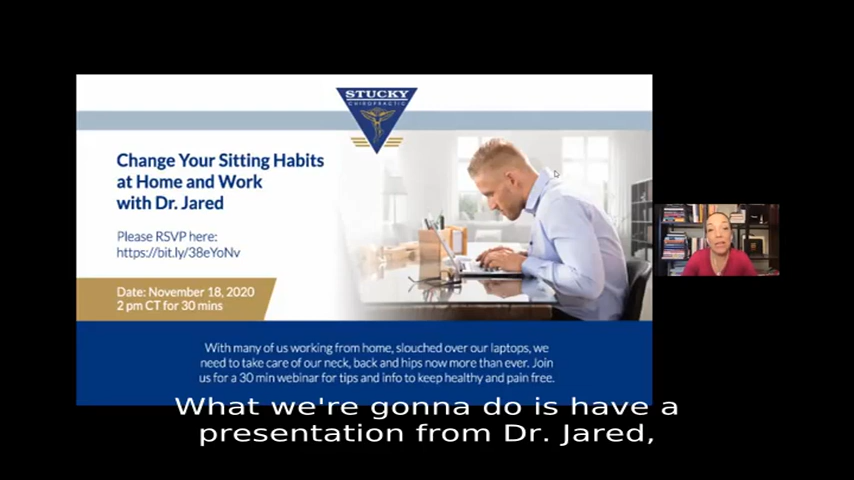 STUCKY
CHIROPRACTIC
Change Your Sitting Habits
at Home and Work
with Dr. Jared
Please RSVP here:
https://bit.ly/38eYoNv
Date: November 18, 2020
2 pm CT for 30 mins
With many of us working from home, slouched over our laptops, we
need to take care of our neck, back and hips now more than ever. Join
us for a 30 min webinar for tips and info to keep healthy and pain free.
What we're gonna do is have a
presentation from Dr. Jared,